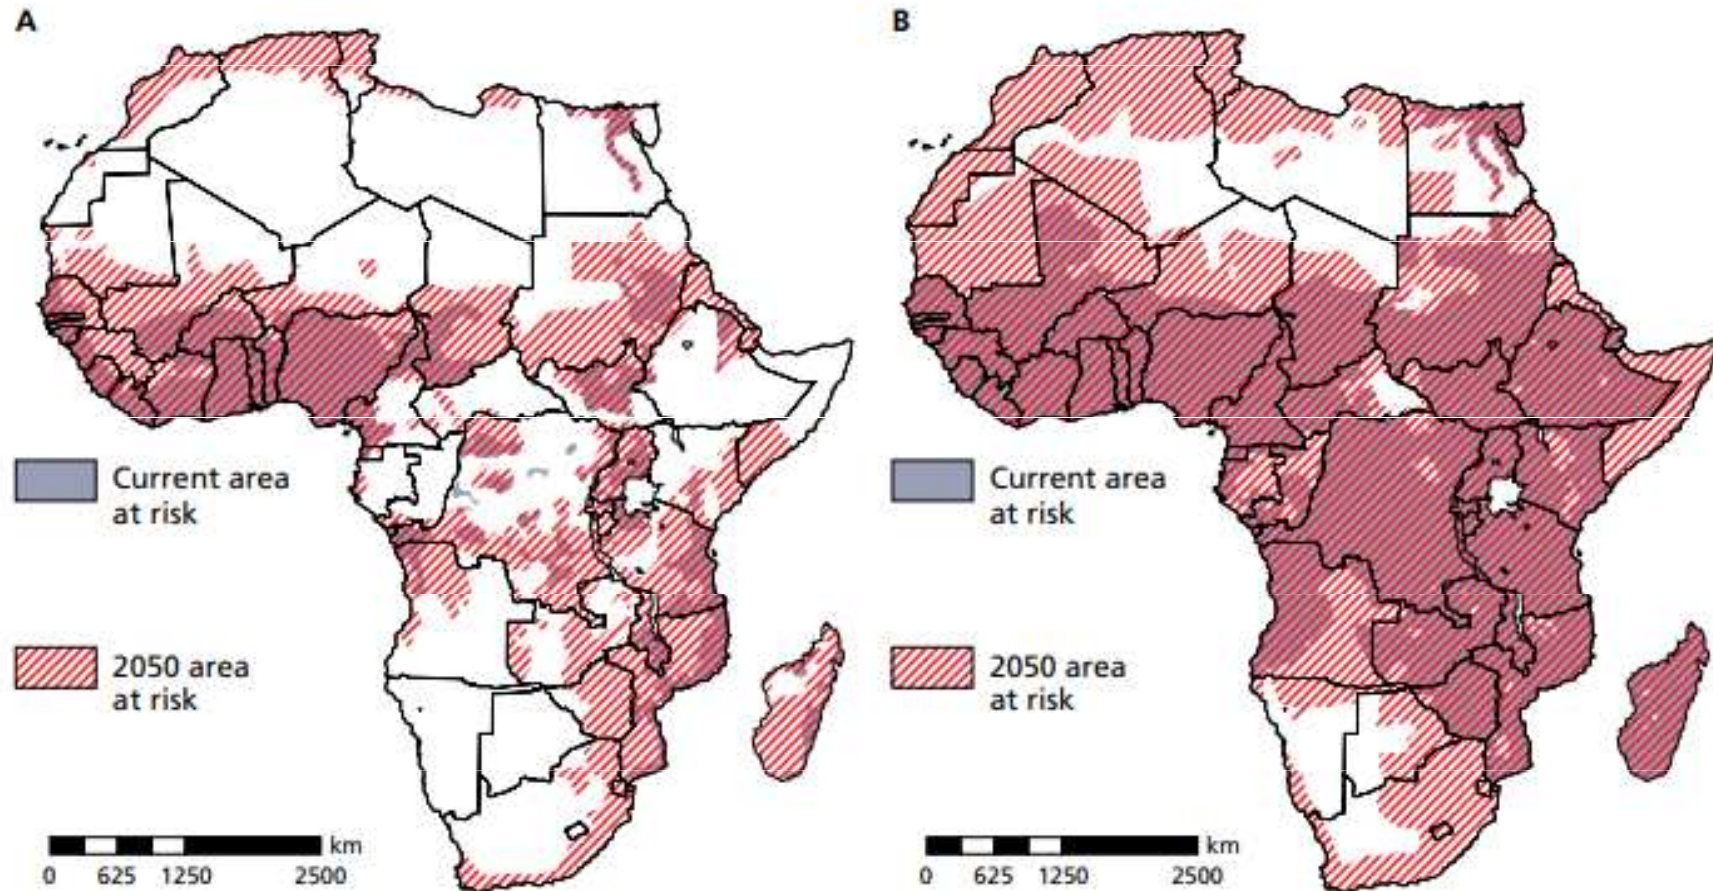 A
B
Current area
at risk
2050 area
at risk
km
0 625 1250 2500
Current area
at risk
2050 area
at risk
km
0 625 1250 2500